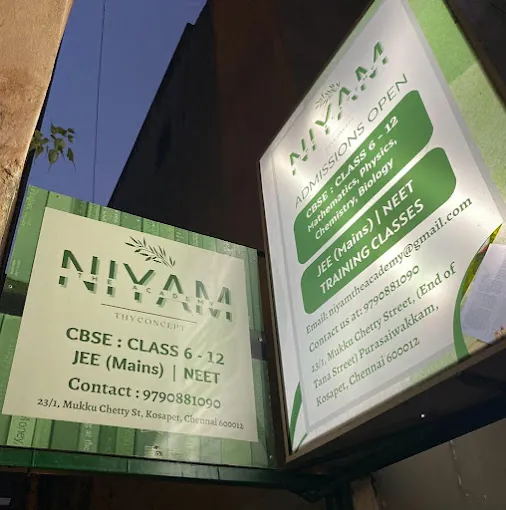 NIYAM
THE ACADEMY
THYCONCEPT
CBSE : CLASS 6 - 12
JEE (Mains) | NEET
Contact : 9790881090
23/1, Mukku Chetty St, Kosapet, Chennai 600012
NIYAM
ADMISSIONS OPEN
CBSE : CLASS 6 - 12
Mathematics, Physics,
Chemistry, Biology
JEE (Mains) | NEET
TRAINING CLASSES
Email: niyamtheacademy@gmail.com
Contact us at: 9790881090
23/1, Mukku Chetty Street, (End of
Tana Street) Purasaiwakkam,
Kosapet, Chennai 600012